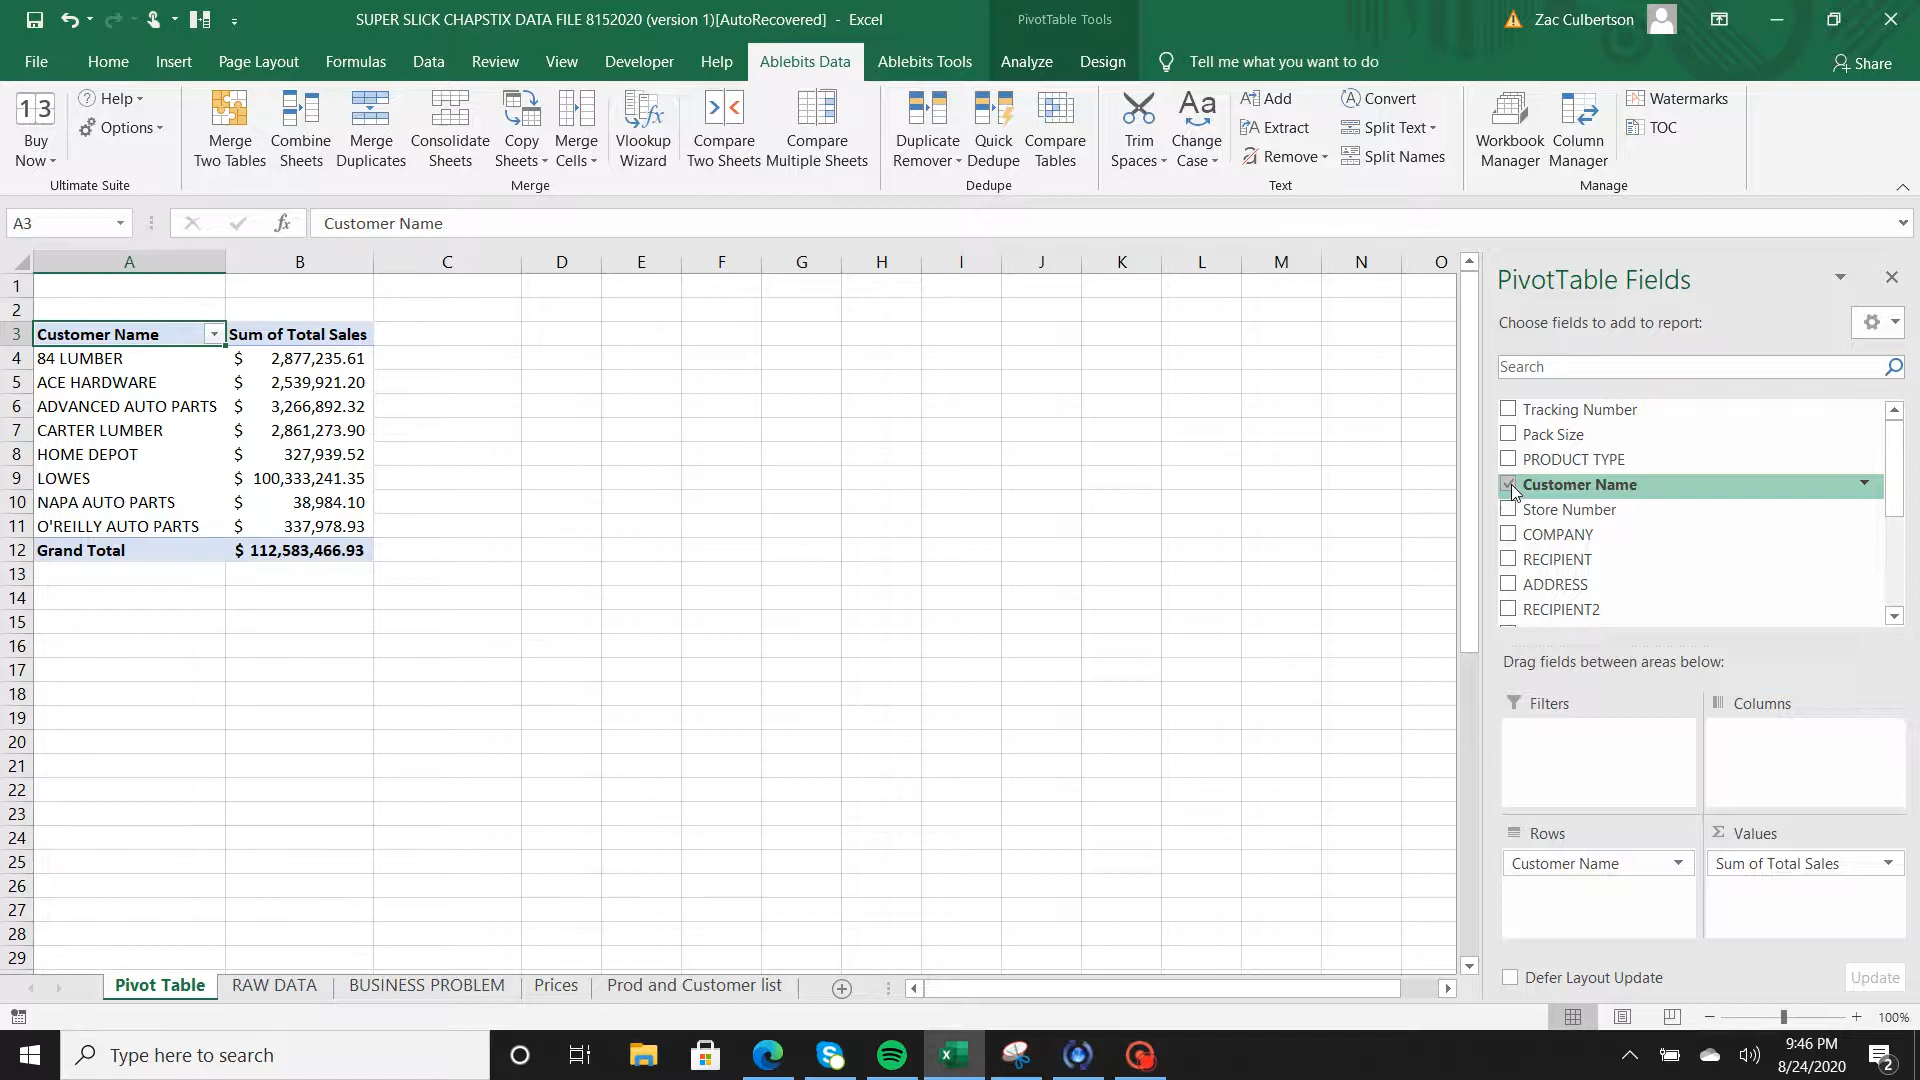 SUPER SLICK CHAPSTIX DATA FILE 8152020 (version 1)[AutoRecovered] - Excel
PivotTable Tools
Zac Culbertson
File Home Insert Page Layout Formulas Data Review View Developer Help Ablebits Data Ablebits Tools Analyze Design Tell me what you want to do Share
Buy Now
Help
Options
Ultimate Suite
Merge Two Tables
Combine Sheets
Merge Duplicates
Consolidate Sheets
Copy Sheets
Merge Cells
Vlookup Wizard
Compare Two Sheets
Compare Multiple Sheets
Merge
Duplicate Remover
Quick Dedupe
Compare Tables
Dedupe
Trim Spaces
Change Case
Add
Extract
Remove
Convert
Split Text
Split Names
Text
Workbook Manager
Column Manager
Watermarks
TOC
Manage
A3
fx
Customer Name
A B C D E F G H I J K L M N O
1
2
3 Customer Name Sum of Total Sales
4 84 LUMBER $ 2,877,235.61
5 ACE HARDWARE $ 2,539,921.20
6 ADVANCED AUTO PARTS $ 3,266,892.32
7 CARTER LUMBER $ 2,861,273.90
8 HOME DEPOT $ 327,939.52
9 LOWES $ 100,333,241.35
10 NAPA AUTO PARTS $ 38,984.10
11 O'REILLY AUTO PARTS $ 337,978.93
12 Grand Total $ 112,583,466.93
13
14
15
16
17
18
19
20
21
22
23
24
25
26
27
28
29
PivotTable Fields
Choose fields to add to report:
Search
Tracking Number
Pack Size
PRODUCT TYPE
Customer Name
Store Number
COMPANY
RECIPIENT
ADDRESS
RECIPIENT2
Drag fields between areas below:
Filters
Columns
Rows
Values
Customer Name
Sum of Total Sales
Defer Layout Update
Update
Pivot Table RAW DATA BUSINESS PROBLEM Prices Prod and Customer list
100%
Type here to search
9:46 PM
8/24/2020
2